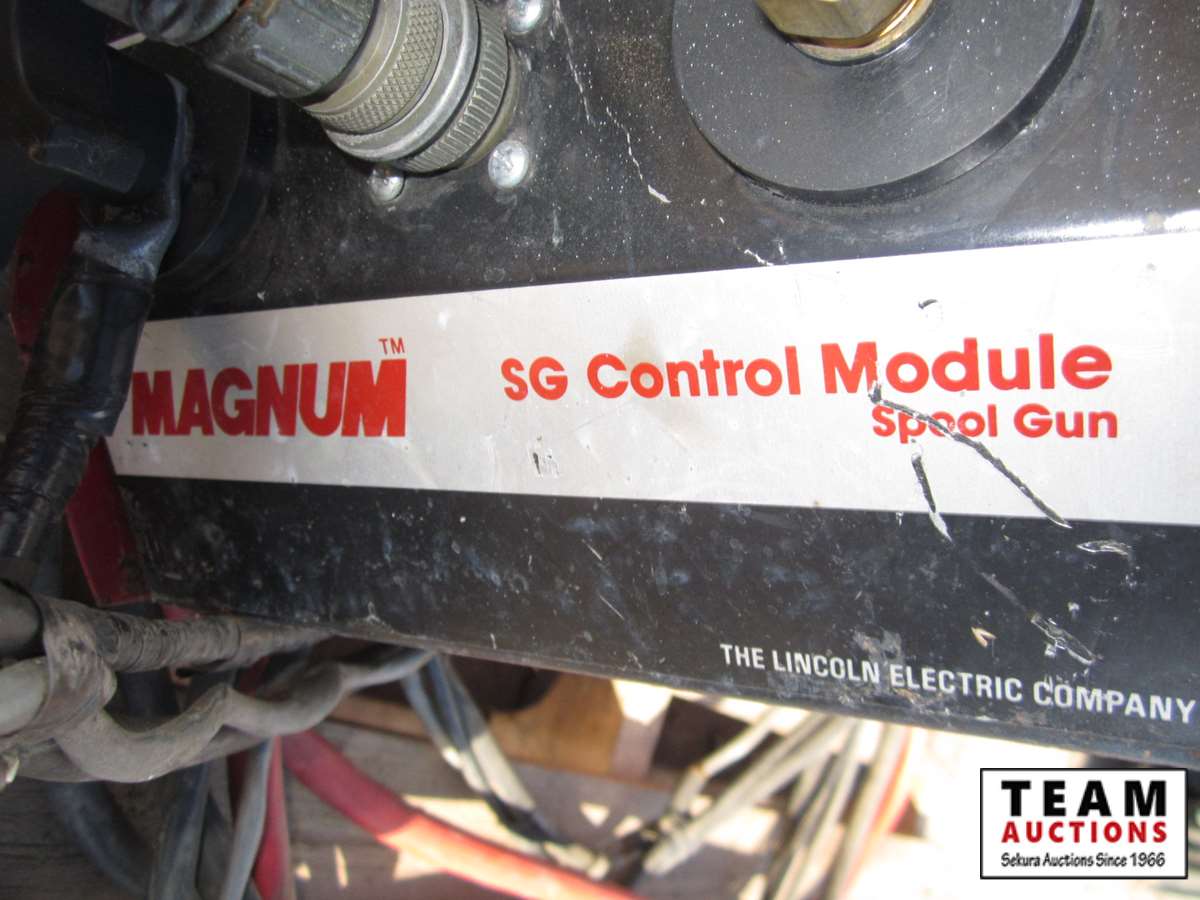 MAGNUM™
SG Control Module
Spool Gun
THE LINCOLN ELECTRIC COMPANY
TEAM
AUCTIONS
Sekura Auctions Since 1966